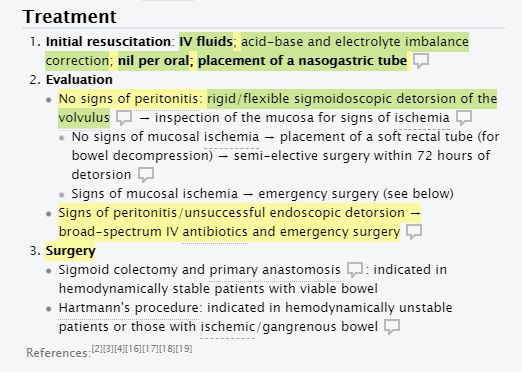 Treatment
1. Initial resuscitation: IV fluids; acid-base and electrolyte imbalance
correction; nil per oral; placement of a nasogastric tube
2. Evaluation
• No signs of peritonitis: rigid/flexible sigmoidoscopic detorsion of the
volvulus → inspection of the mucosa for signs of ischemia
• No signs of mucosal ischemia → placement of a soft rectal tube (for
bowel decompression) → semi-elective surgery within 72 hours of
detorsion
• Signs of mucosal ischemia → emergency surgery (see below)
• Signs of peritonitis/unsuccessful endoscopic detorsion →
broad-spectrum IV antibiotics and emergency surgery
3. Surgery
• Sigmoid colectomy and primary anastomosis : indicated in
hemodynamically stable patients with viable bowel
• Hartmann's procedure: indicated in hemodynamically unstable
patients or those with ischemic/gangrenous bowel
References:[2][3][4][16][17][18][19]